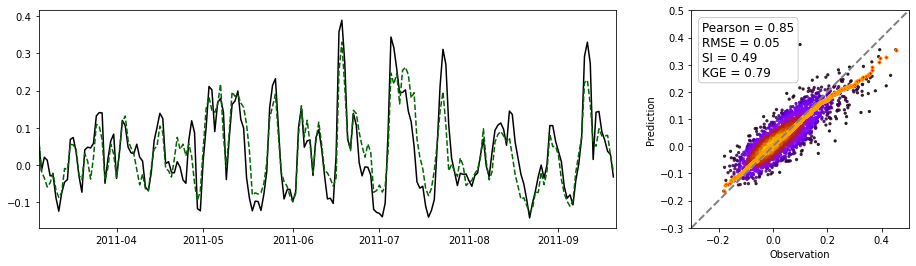 0.4
0.3
0.2
0.1
0.0
−0.1
2011-04 2011-05 2011-06 2011-07 2011-08 2011-09
0.5
0.4
0.3
0.2
0.1
0.0
−0.1
−0.2
−0.3
Prediction
Pearson = 0.85
RMSE = 0.05
SI = 0.49
KGE = 0.79
−0.2 0.0 0.2 0.4
Observation